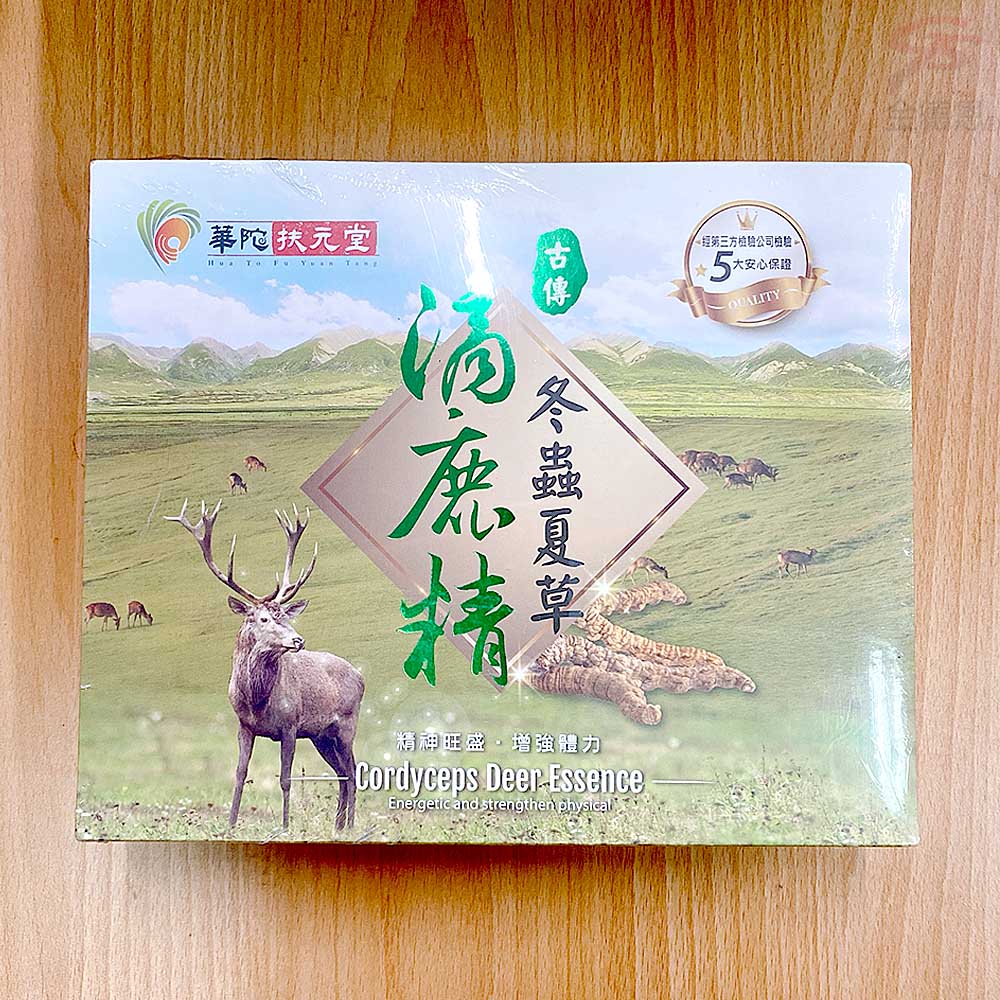 華陀扶元堂
Hua To Fu Yuan Tang
古傳
滴鹿精
冬蟲夏草
經第三方檢驗公司檢驗
5大安心保證
QUALITY
精神旺盛・增強體力
Cordyceps Deer Essence
Energetic and strengthen physical